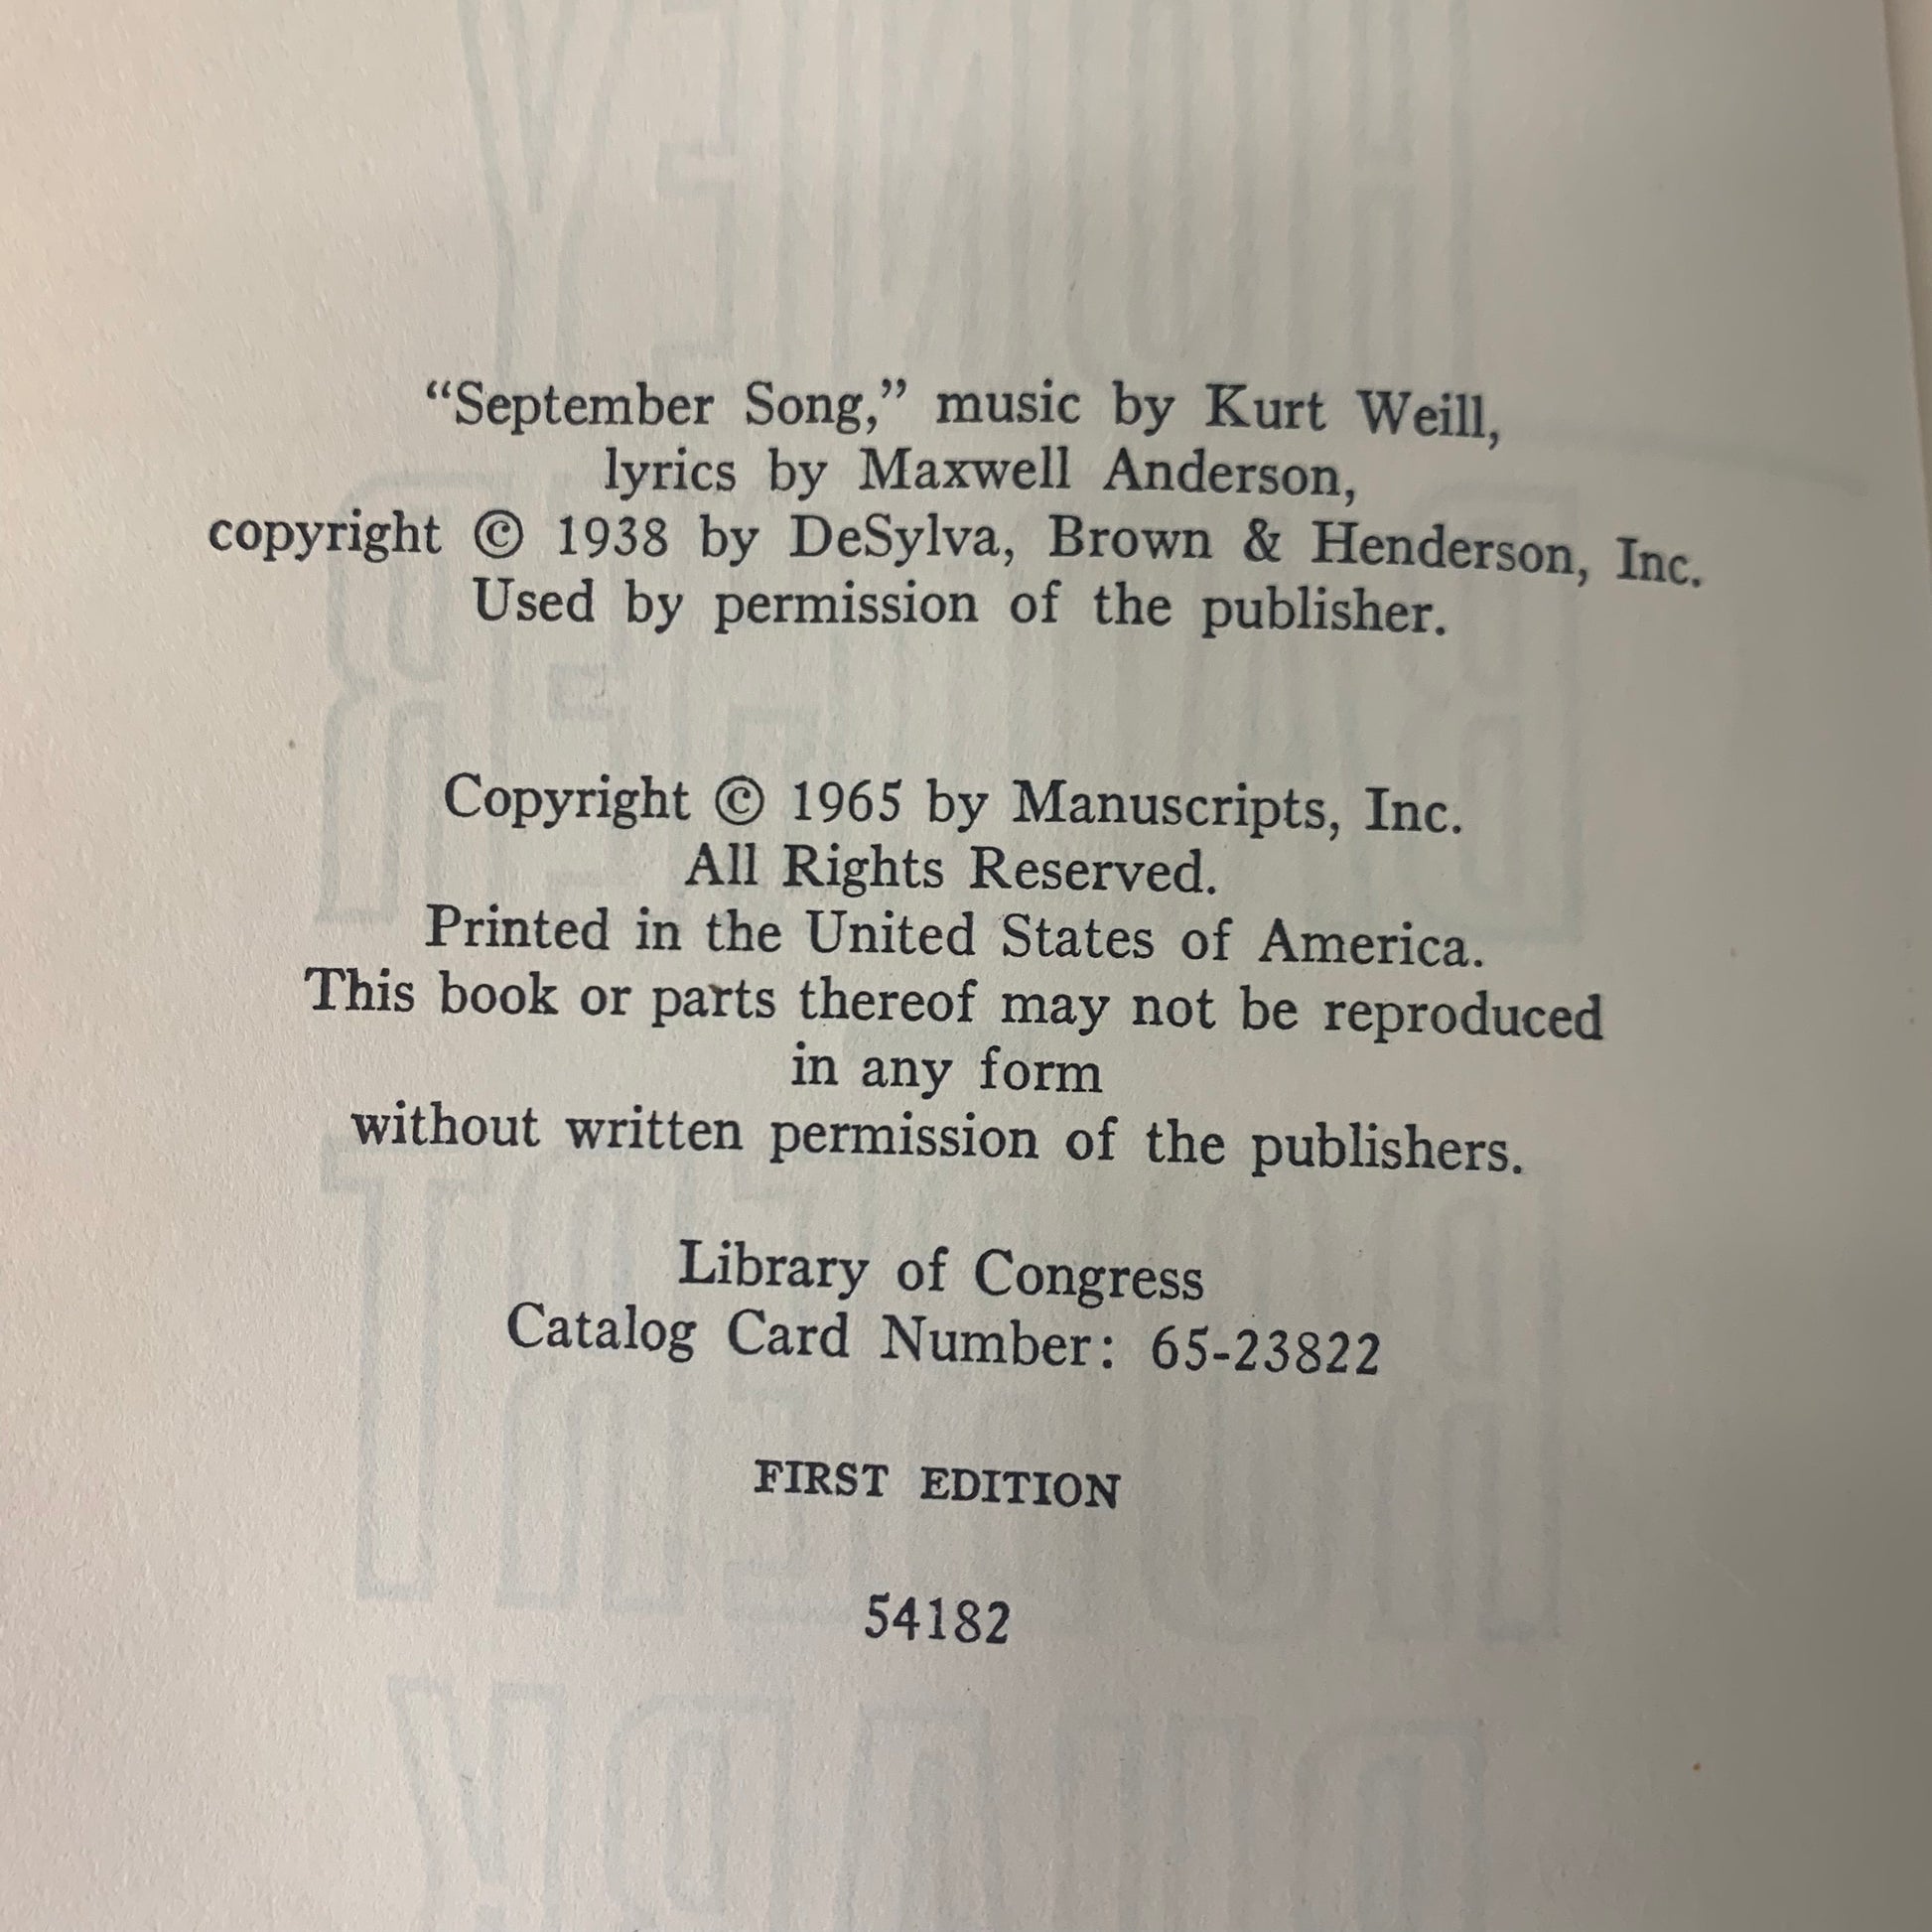 “September Song,” music by Kurt Weill,
lyrics by Maxwell Anderson,
copyright © 1938 by DeSylva, Brown & Henderson, Inc.
Used by permission of the publisher.
Copyright © 1965 by Manuscripts, Inc.
All Rights Reserved.
Printed in the United States of America.
This book or parts thereof may not be reproduced
in any form
without written permission of the publishers.
Library of Congress
Catalog Card Number: 65-23822
FIRST EDITION
54182